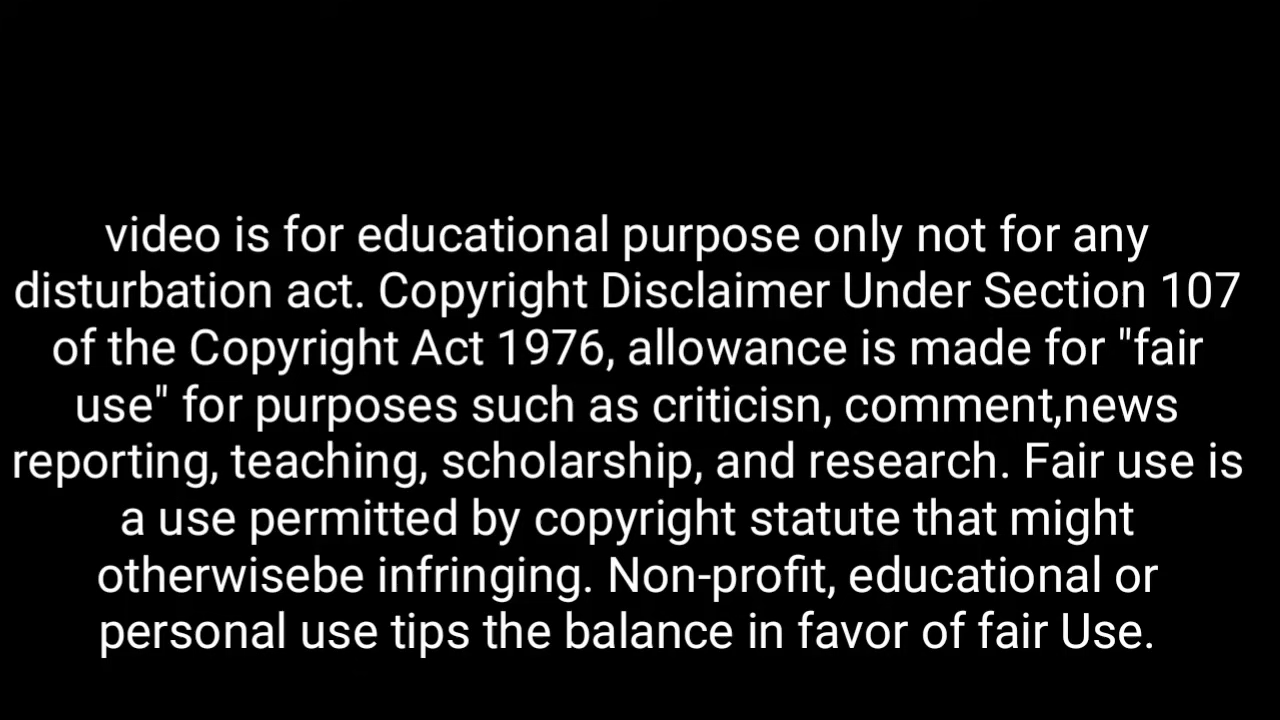 video is for educational purpose only not for any
disturbation act. Copyright Disclaimer Under Section 107
of the Copyright Act 1976, allowance is made for "fair
use" for purposes such as criticisn, comment,news
reporting, teaching, scholarship, and research. Fair use is
a use permitted by copyright statute that might
otherwisebe infringing. Non-profit, educational or
personal use tips the balance in favor of fair Use.